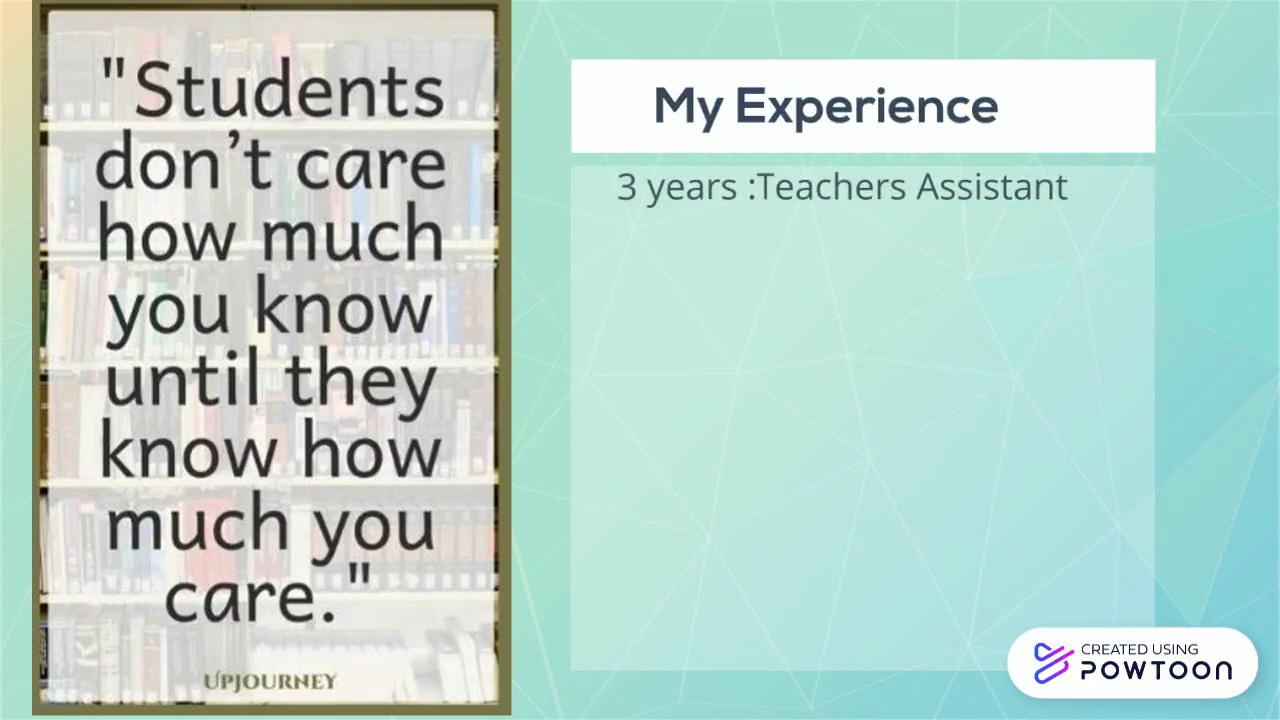 "Students
don’t care
how much
you know
until they
know how
much you
care."
UPJOURNEY
My Experience
3 years :Teachers Assistant
CREATED USING
POWTOON